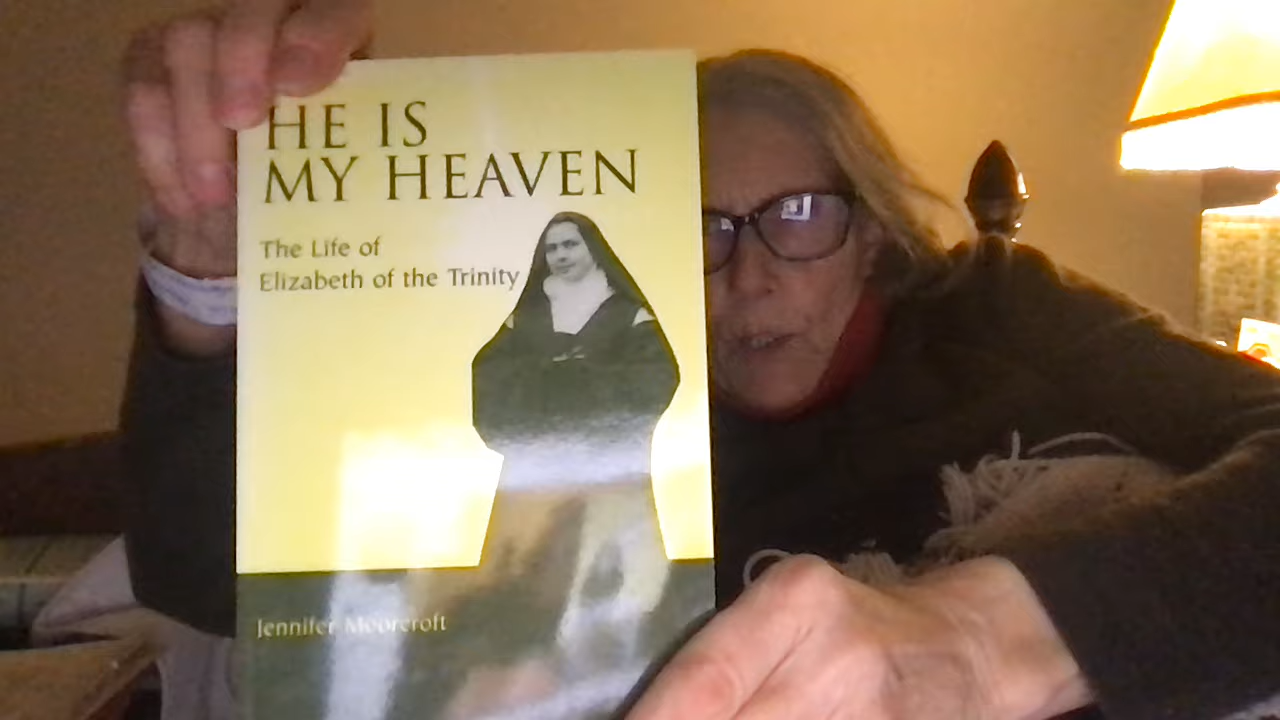 HE IS
MY HEAVEN
The Life of
Elizabeth of the Trinity
Jennifer Moorcroft